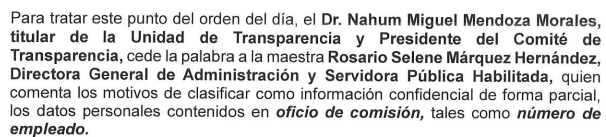 Para tratar este punto del orden del día, el Dr. Nahum Miguel Mendoza Morales,
titular de la Unidad de Transparencia y Presidente del Comité de
Transparencia, cede la palabra a la maestra Rosario Selene Márquez Hernández,
Directora General de Administración y Servidora Pública Habilitada, quien
comenta los motivos de clasificar como información confidencial de forma parcial,
los datos personales contenidos en oficio de comisión, tales como número de
empleado.